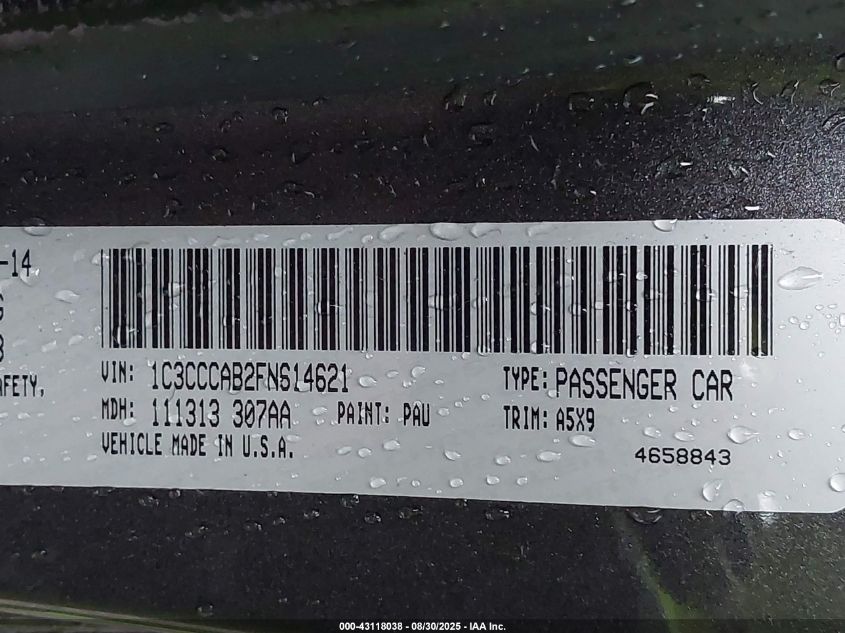 -14
AFETY,
VIN: 1C3CCCAB2FN614621
TYPE: PASSENGER CAR
MDH: 111313 307AA PAINT: PAU
TRIM: A5X9
VEHICLE MADE IN U.S.A.
4658843
000-43118038 - 08/30/2025 - IAA Inc.